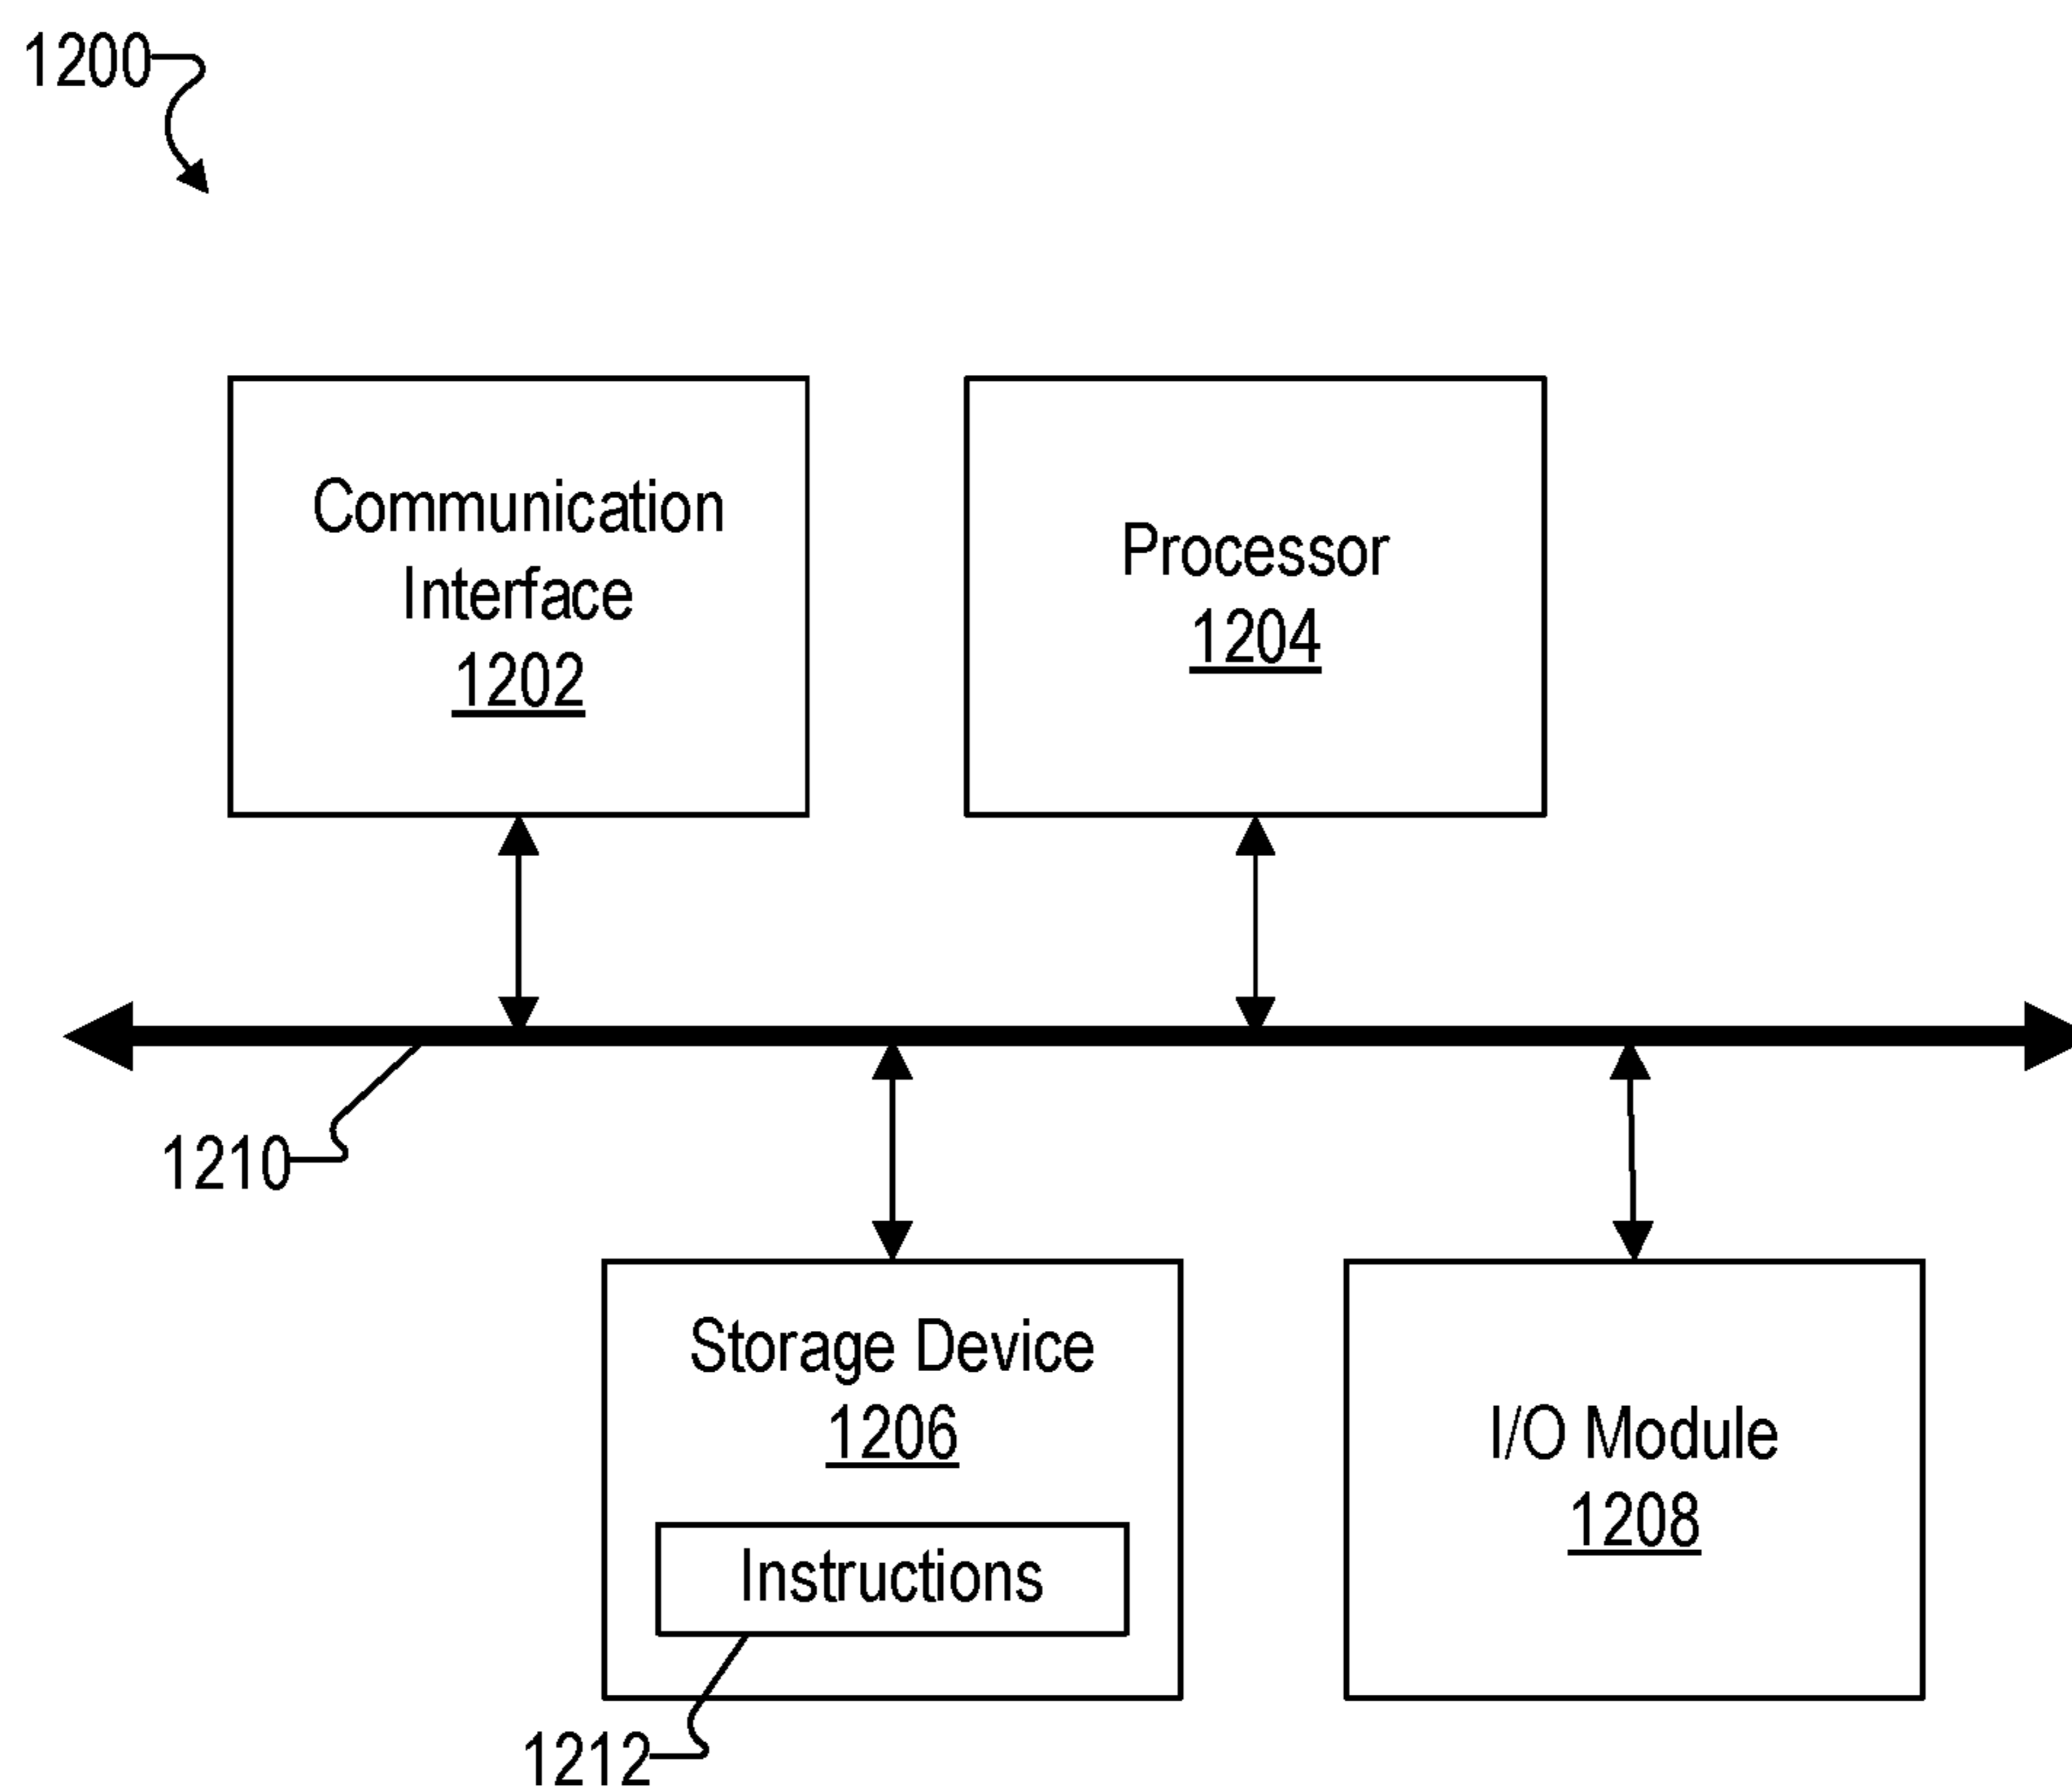 1200
Communication
Interface
1202
Processor
1204
1210
Storage Device
1206
Instructions
1212
I/O Module
1208